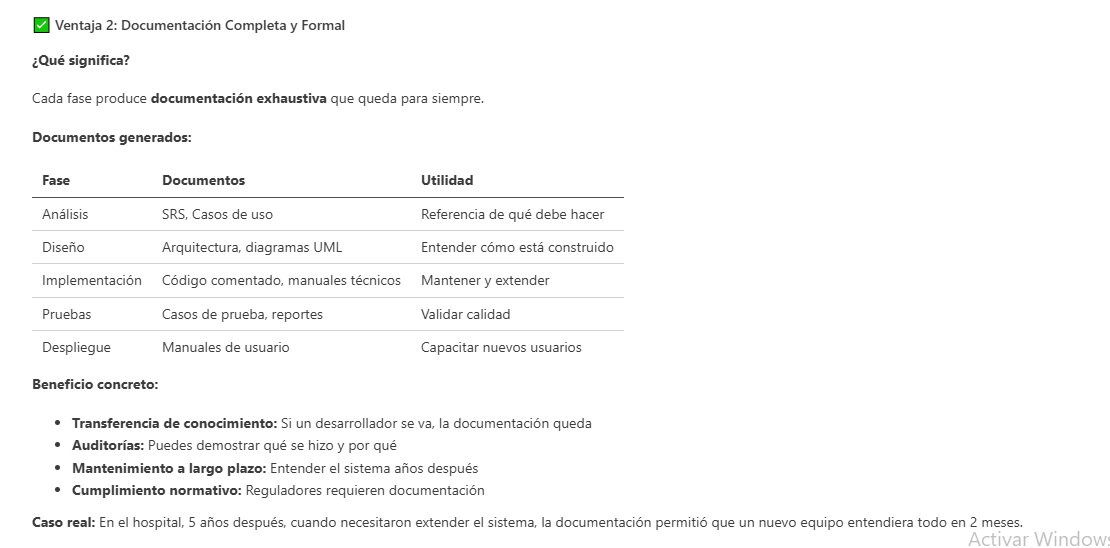 ✅ Ventaja 2: Documentación Completa y Formal
¿Qué significa?
Cada fase produce documentación exhaustiva que queda para siempre.
Documentos generados:
Fase Documentos Utilidad
Análisis SRS, Casos de uso Referencia de qué debe hacer
Diseño Arquitectura, diagramas UML Entender cómo está construido
Implementación Código comentado, manuales técnicos Mantener y extender
Pruebas Casos de prueba, reportes Validar calidad
Despliegue Manuales de usuario Capacitar nuevos usuarios
Beneficio concreto:
• Transferencia de conocimiento: Si un desarrollador se va, la documentación queda
• Auditorías: Puedes demostrar qué se hizo y por qué
• Mantenimiento a largo plazo: Entender el sistema años después
• Cumplimiento normativo: Reguladores requieren documentación
Caso real: En el hospital, 5 años después, cuando necesitaron extender el sistema, la documentación permitió que un nuevo equipo entendiera todo en 2 meses.
Activar Windows